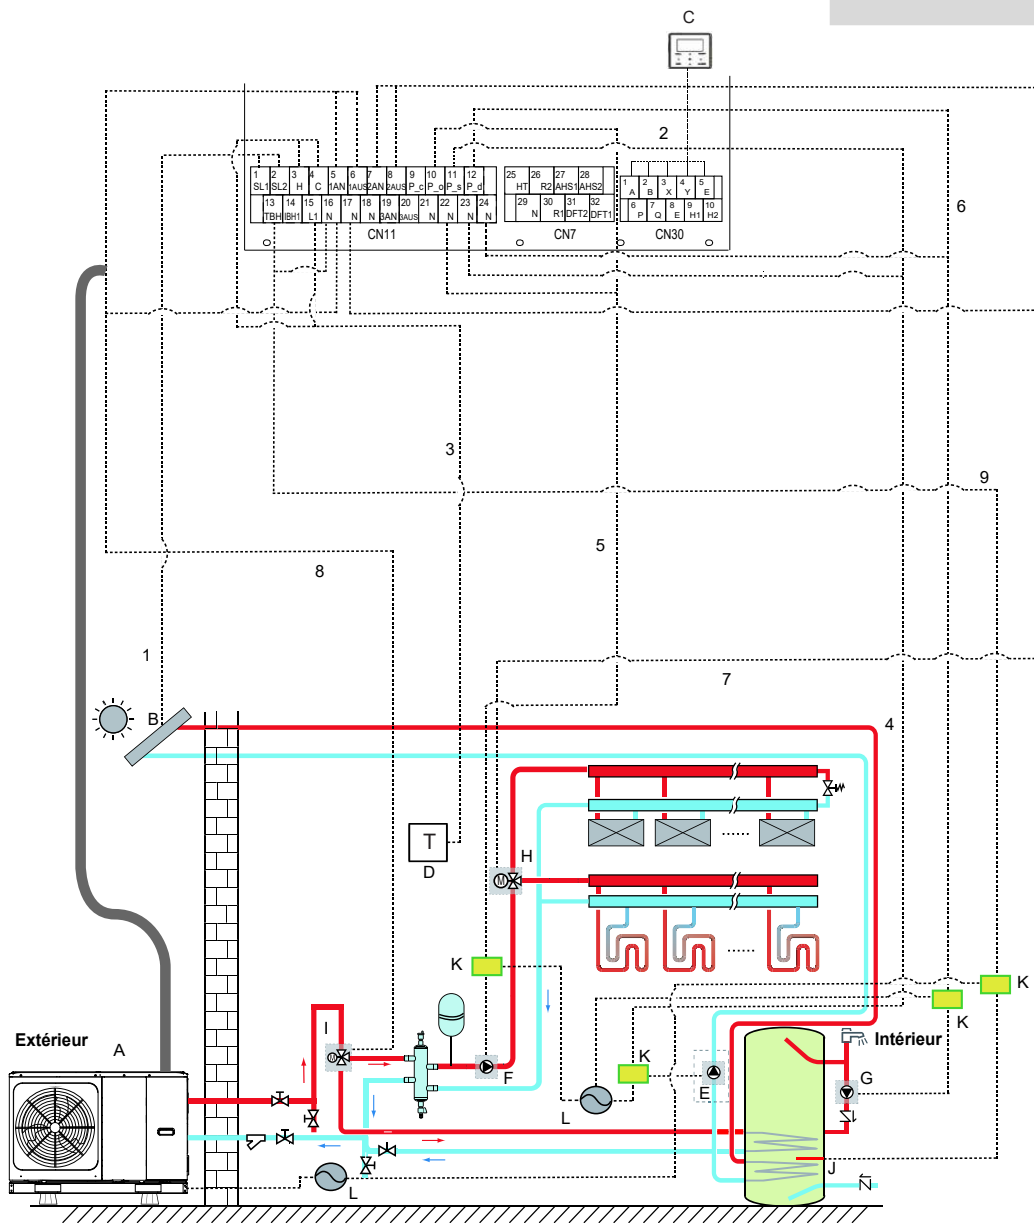 C
2
1 2 3 4 5 6 7 8 9 10 11 12
SL1 SL2 H C 1AN 1AUS 2AN 2AUS P_c P_o P_s P_d
13 14 15 16 17 18 19 20 21 22 23 24
TBH IBH1 L1 N N N 3AN 3AUS N N N N
CN11
25 26 27 28
HT R2 AHS1 AHS2
29 30 31 32
N R1 DFT2 DFT1
CN7
1 2 3 4 5
A B X Y E
6 7 8 9 10
P Q E H1 H2
CN30
6
3
9
5
8
1
7
B
4
T
D
H
K
K
K
I
Extérieur
A
F
K
E
L
G
Intérieur
J
L
M
M